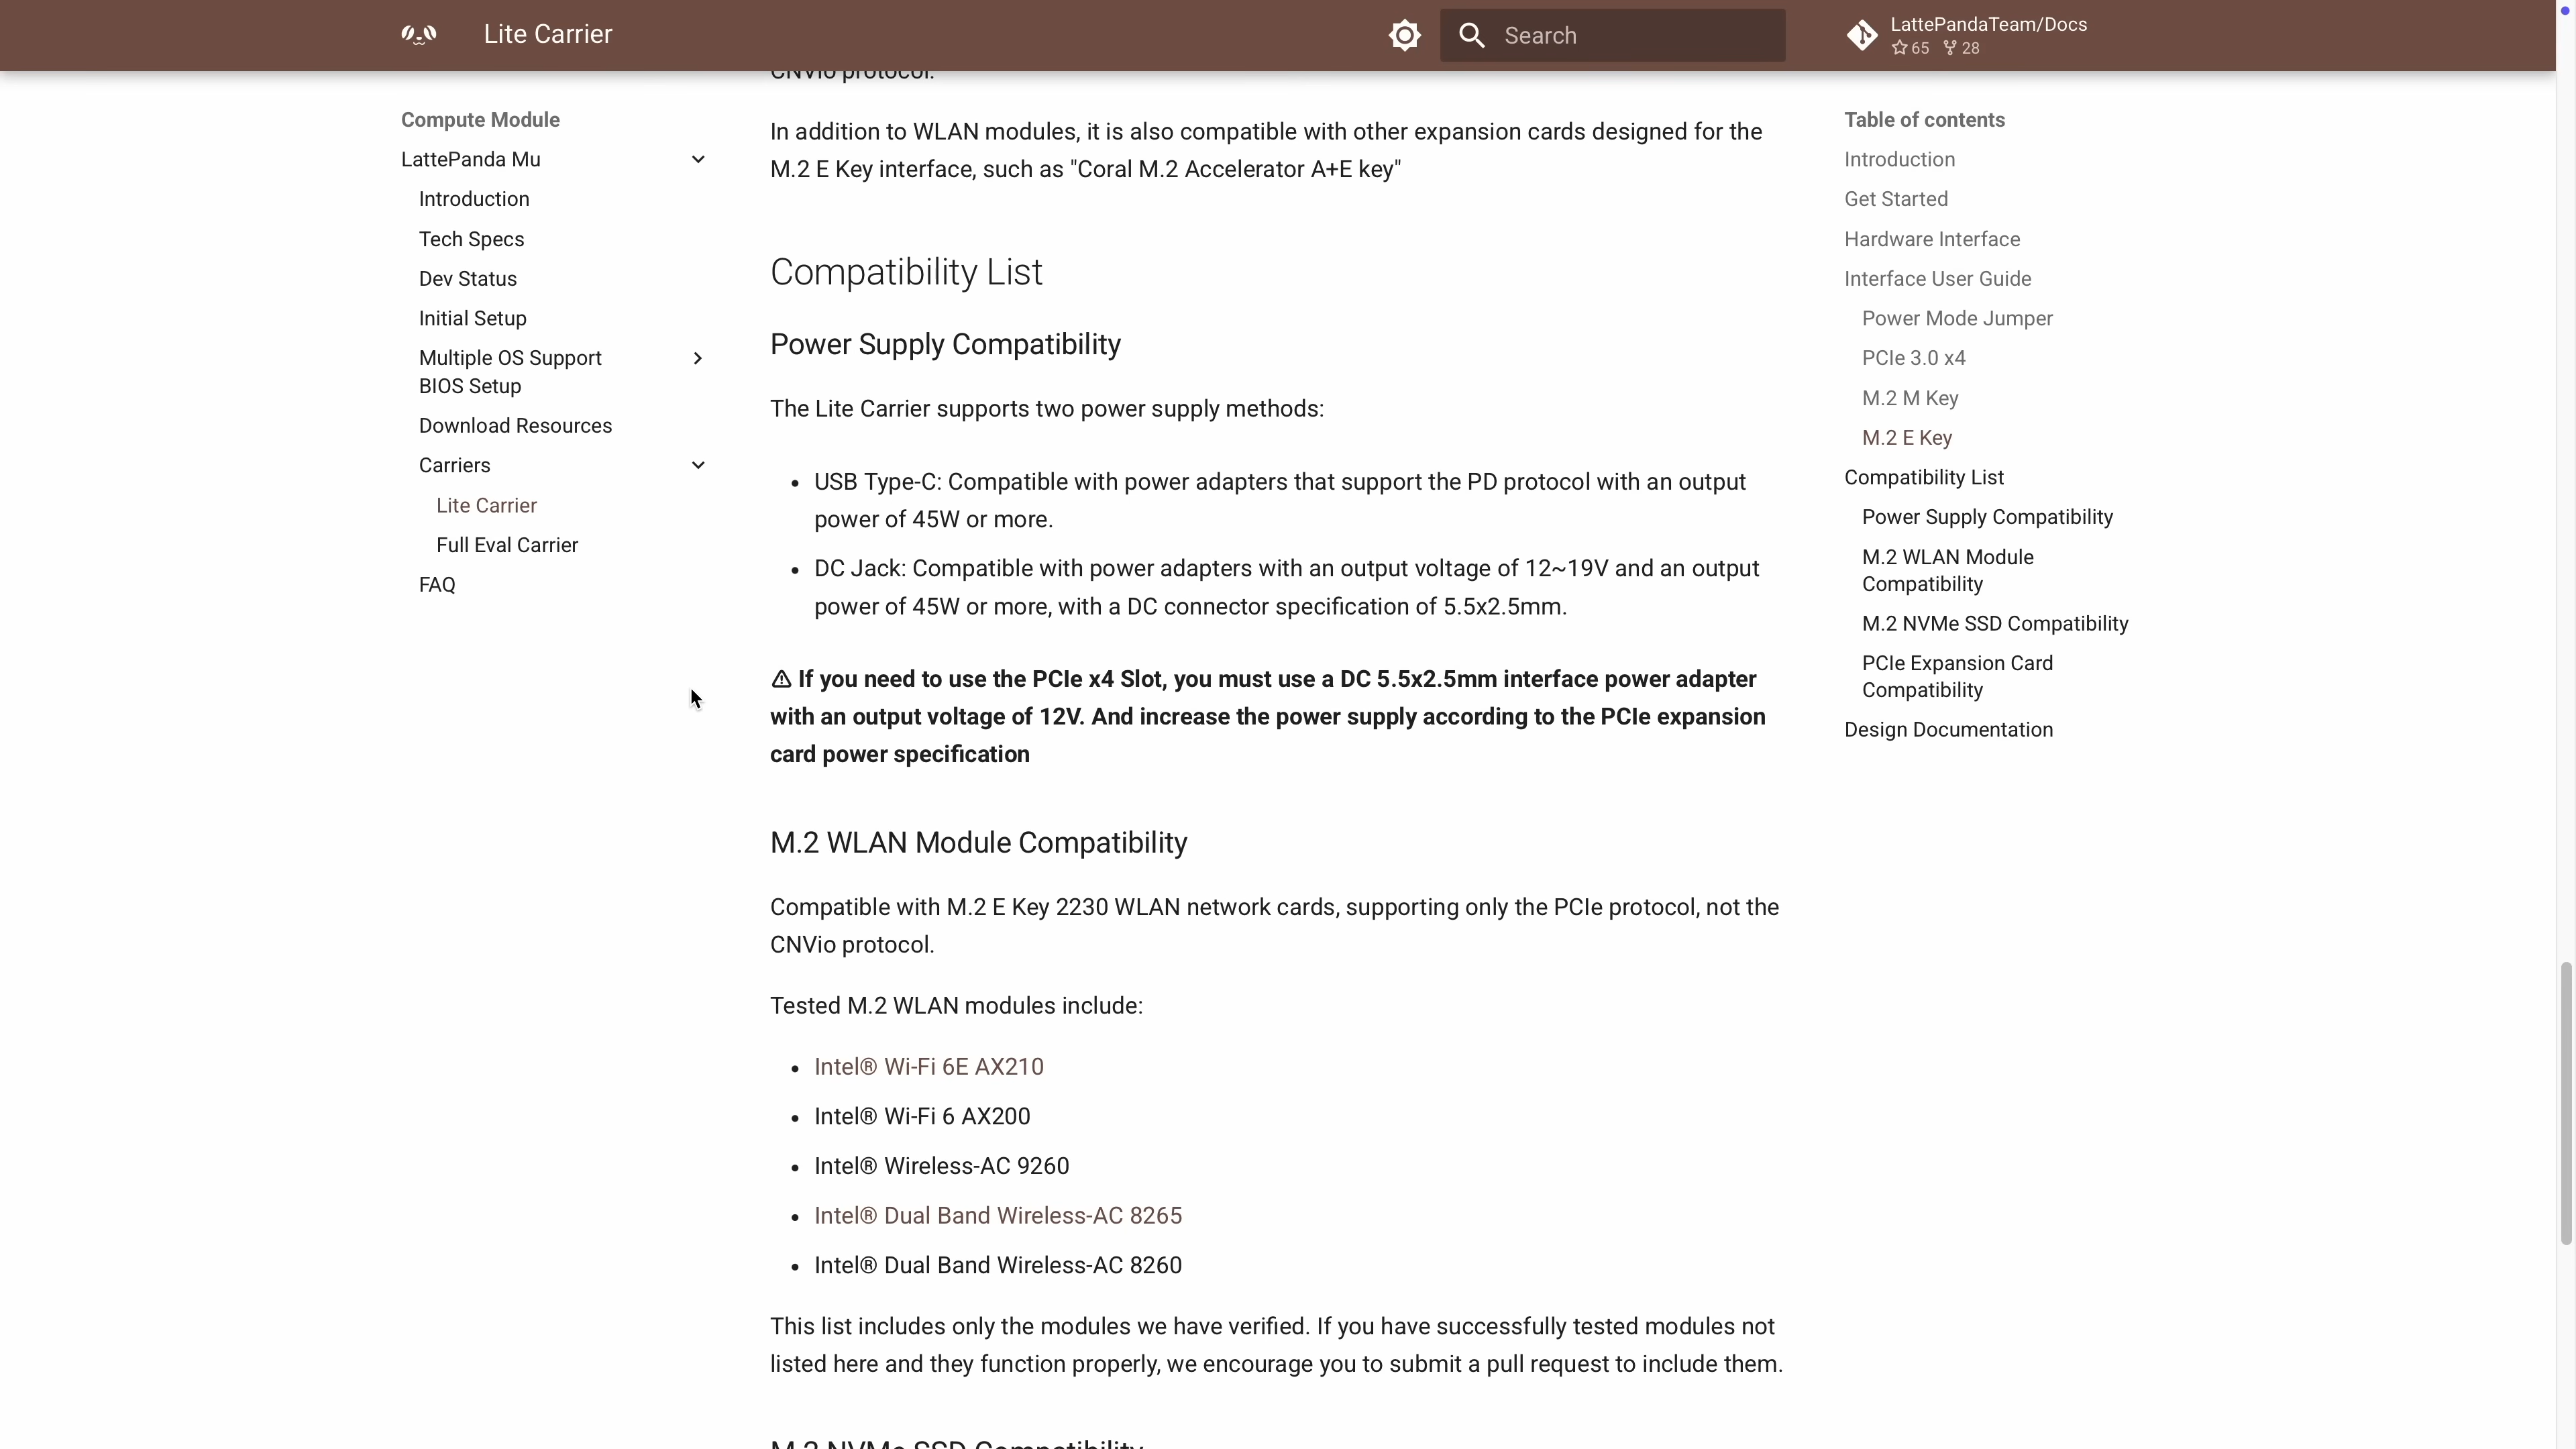 Lite Carrier
Search
LattePandaTeam/Docs
65 28
Compute Module
LattePanda Mu
Introduction
Tech Specs
Dev Status
Initial Setup
Multiple OS Support
BIOS Setup
Download Resources
Carriers
Lite Carrier
Full Eval Carrier
FAQ
CNVio protocol.
In addition to WLAN modules, it is also compatible with other expansion cards designed for the
M.2 E Key interface, such as "Coral M.2 Accelerator A+E key"
Compatibility List
Power Supply Compatibility
The Lite Carrier supports two power supply methods:
• USB Type-C: Compatible with power adapters that support the PD protocol with an output
power of 45W or more.
• DC Jack: Compatible with power adapters with an output voltage of 12~19V and an output
power of 45W or more, with a DC connector specification of 5.5x2.5mm.
⚠ If you need to use the PCIe x4 Slot, you must use a DC 5.5x2.5mm interface power adapter
with an output voltage of 12V. And increase the power supply according to the PCIe expansion
card power specification
M.2 WLAN Module Compatibility
Compatible with M.2 E Key 2230 WLAN network cards, supporting only the PCIe protocol, not the
CNVio protocol.
Tested M.2 WLAN modules include:
• Intel® Wi-Fi 6E AX210
• Intel® Wi-Fi 6 AX200
• Intel® Wireless-AC 9260
• Intel® Dual Band Wireless-AC 8265
• Intel® Dual Band Wireless-AC 8260
This list includes only the modules we have verified. If you have successfully tested modules not
listed here and they function properly, we encourage you to submit a pull request to include them.
M.2 NVMe SSD Compatibility
Table of contents
Introduction
Get Started
Hardware Interface
Interface User Guide
Power Mode Jumper
PCIe 3.0 x4
M.2 M Key
M.2 E Key
Compatibility List
Power Supply Compatibility
M.2 WLAN Module
Compatibility
M.2 NVMe SSD Compatibility
PCIe Expansion Card
Compatibility
Design Documentation